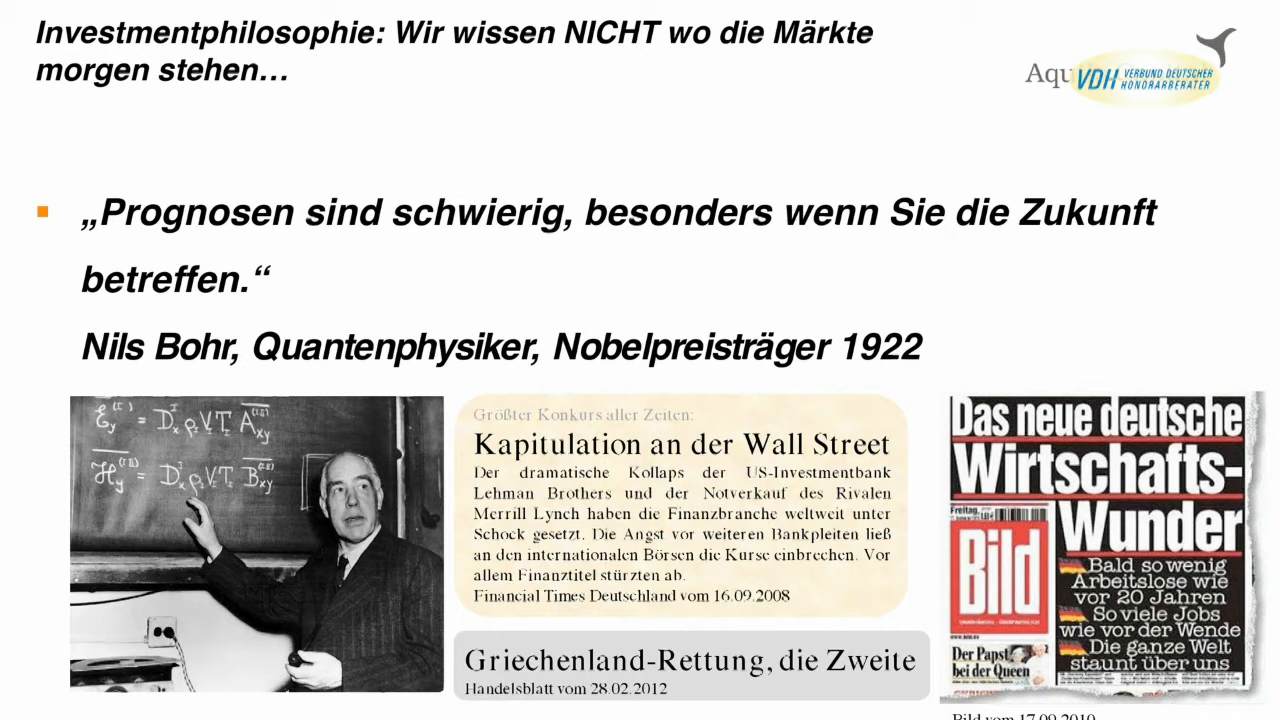 Investmentphilosophie: Wir wissen NICHT wo die Märkte
morgen stehen…
Aqu
VDH VERBUND DEUTSCHER
HONORARBERATER
„Prognosen sind schwierig, besonders wenn Sie die Zukunft
betreffen.“
Nils Bohr, Quantenphysiker, Nobelpreisträger 1922
Größter Konkurs aller Zeiten:
Kapitulation an der Wall Street
Der dramatische Kollaps der US-Investmentbank
Lehman Brothers und der Notverkauf des Rivalen
Merrill Lynch haben die Finanzbranche weltweit unter
Schock gesetzt. Die Angst vor weiteren Bankpleiten ließ
an den internationalen Börsen die Kurse einbrechen. Vor
allem Finanztitel stürzten ab.
Financial Times Deutschland vom 16.09.2008
Griechenland-Rettung, die Zweite
Handelsblatt vom 28.02.2012
Das neue deutsche
Wirtschafts-
Wunder
Freitag,
Bild
Bald so wenig
Arbeitslose wie
vor 20 Jahren
So viele Jobs
wie vor der Wende
Die ganze Welt
staunt über uns
Der Papst
bei der Queen
Bild vom 17.09.2010